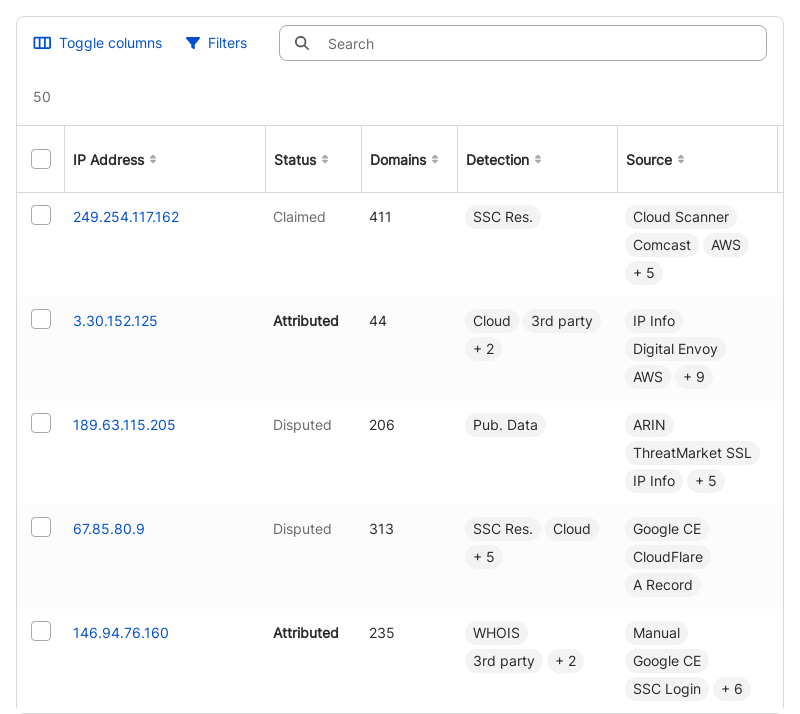 Toggle columns Filters Search
50
IP Address Status Domains Detection Source
249.254.117.162 Claimed 411 SSC Res. Cloud Scanner
Comcast AWS
+ 5
3.30.152.125 Attributed 44 Cloud 3rd party IP Info
+ 2 Digital Envoy
AWS + 9
189.63.115.205 Disputed 206 Pub. Data ARIN
ThreatMarket SSL
IP Info + 5
67.85.80.9 Disputed 313 SSC Res. Cloud Google CE
+ 5 CloudFlare
A Record
146.94.76.160 Attributed 235 WHOIS Manual
3rd party + 2 Google CE
SSC Login + 6